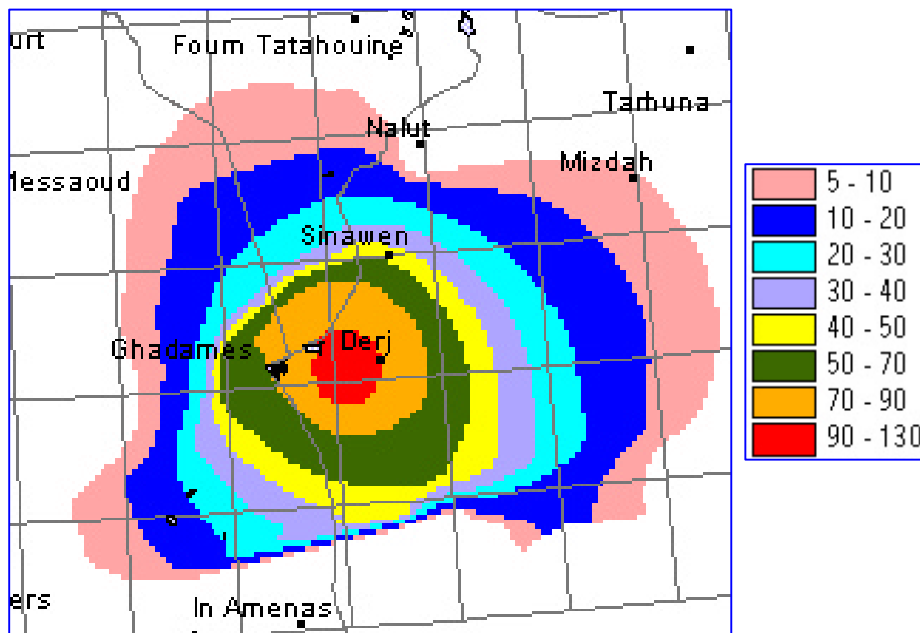 Foum Tatahouine
urt
Tarhuna
Nalut
Mizdah
Messaoud
Sinawen
Ghadames
Derj
ers
In Amenas
5 - 10
10 - 20
20 - 30
30 - 40
40 - 50
50 - 70
70 - 90
90 - 130